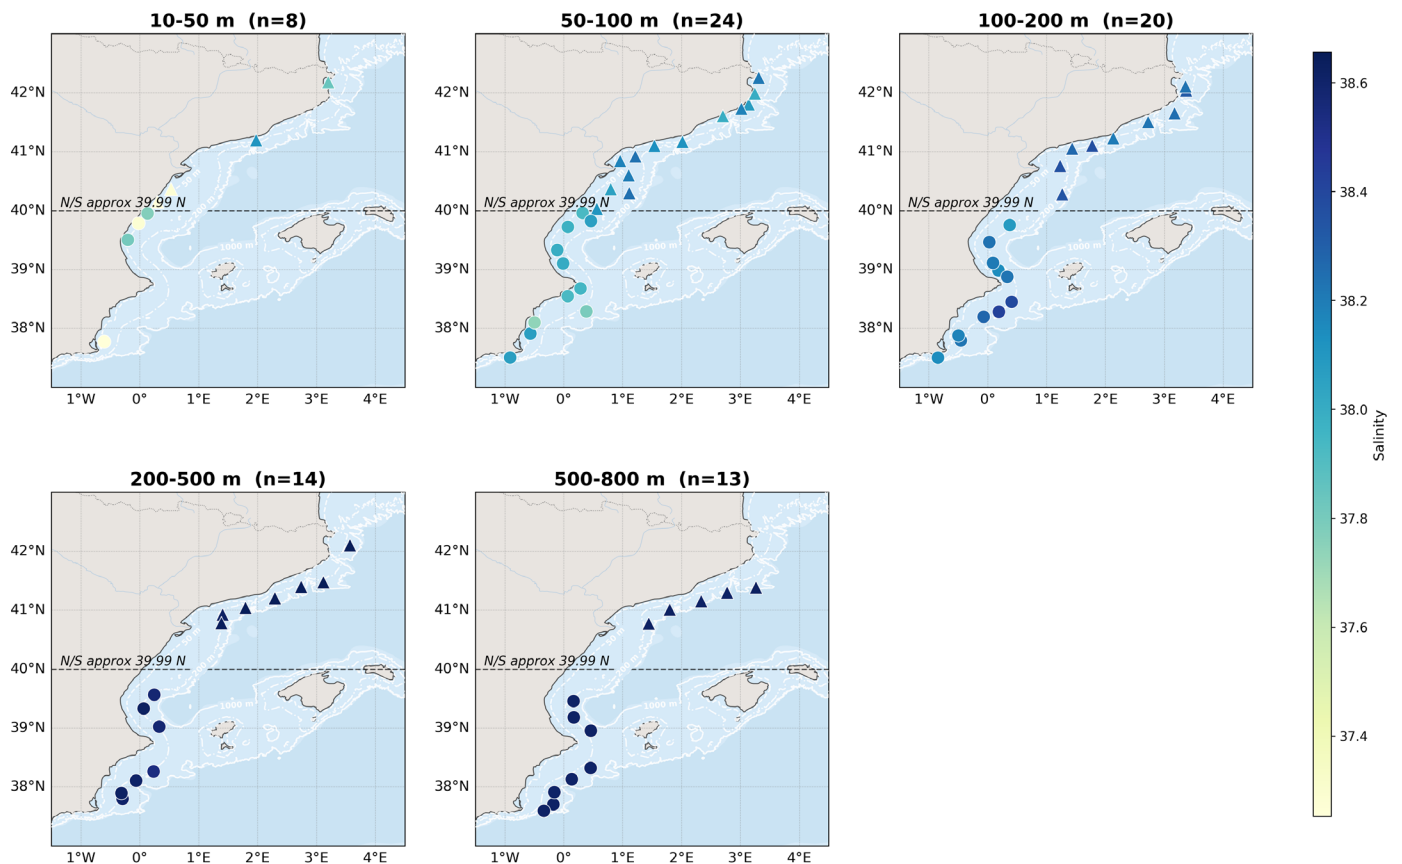 10-50 m  (n=8)
42°N
41°N
40°N
39°N
38°N
1°W 0° 1°E 2°E 3°E 4°E
N/S approx 39.99 N
1000 m
50-100 m  (n=24)
42°N
41°N
40°N
39°N
38°N
1°W 0° 1°E 2°E 3°E 4°E
N/S approx 39.99 N
1000 m
100-200 m  (n=20)
42°N
41°N
40°N
39°N
38°N
1°W 0° 1°E 2°E 3°E 4°E
N/S approx 39.99 N
1000 m
38.6
38.4
38.2
38.0
37.8
37.6
37.4
Salinity
200-500 m  (n=14)
42°N
41°N
40°N
39°N
38°N
1°W 0° 1°E 2°E 3°E 4°E
N/S approx 39.99 N
1000 m
500-800 m  (n=13)
42°N
41°N
40°N
39°N
38°N
1°W 0° 1°E 2°E 3°E 4°E
N/S approx 39.99 N
1000 m